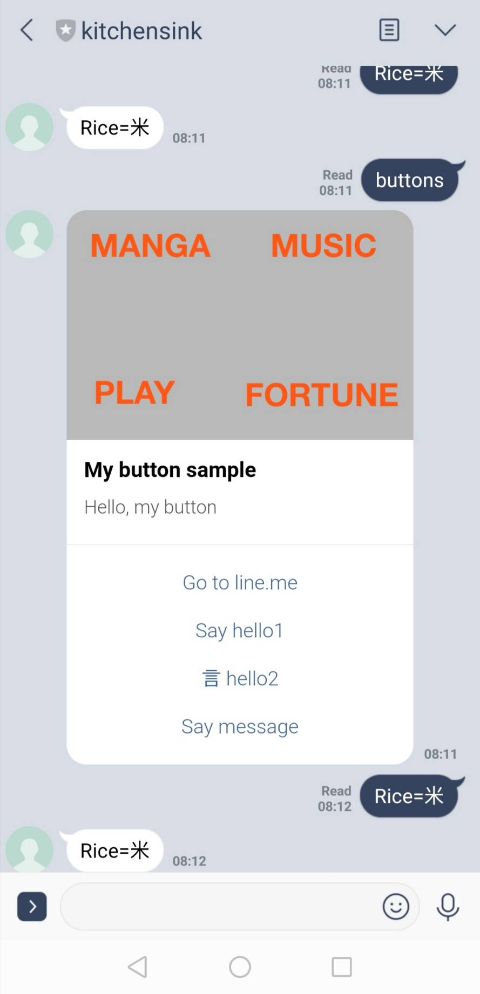 kitchensink
Read
08:11
Rice=米
Rice=米
08:11
Read
08:11
buttons
MANGA MUSIC
PLAY FORTUNE
My button sample
Hello, my button
Go to line.me
Say hello1
言 hello2
Say message
08:11
Read
08:12
Rice=米
Rice=米
08:12